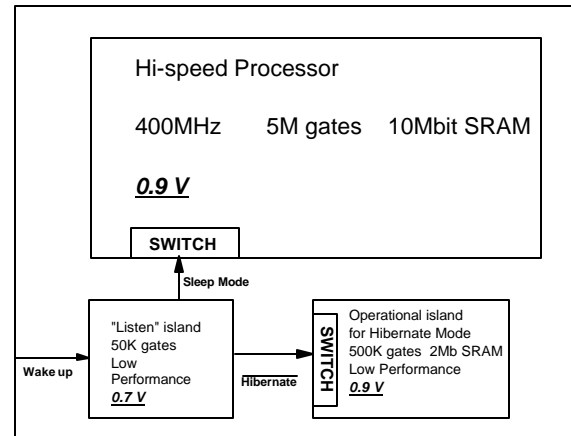 Hi-speed Processor
400MHz 5M gates 10Mbit SRAM
0.9 V
SWITCH
Sleep Mode
"Listen" island
50K gates
Low
Performance
0.7 V
Wake up
Hibernate
SWITCH
Operational island
for Hibernate Mode
500K gates 2Mb SRAM
Low Performance
0.9 V